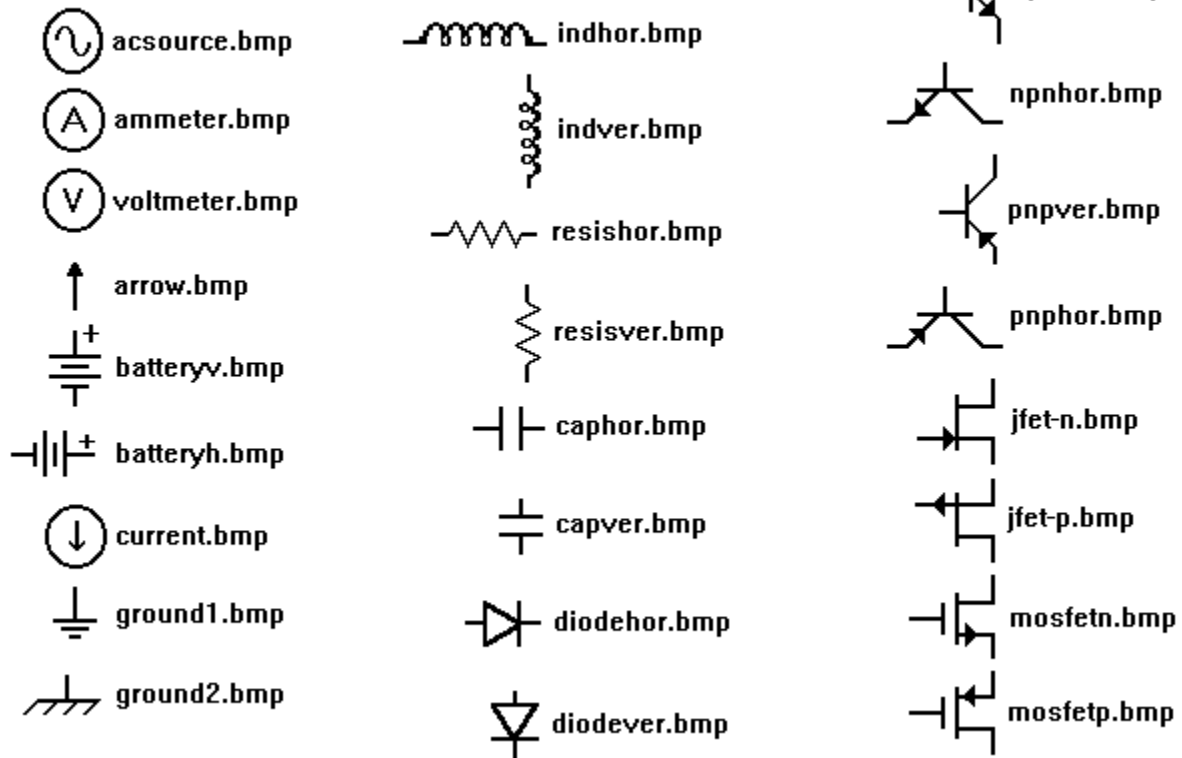 acsource.bmp
ammeter.bmp
voltmeter.bmp
arrow.bmp
+
batteryv.bmp
+
batteryh.bmp
current.bmp
ground1.bmp
ground2.bmp
A
V
indhor.bmp
indver.bmp
resishor.bmp
resisver.bmp
caphor.bmp
capver.bmp
diodehor.bmp
diodever.bmp
npnhor.bmp
pnpver.bmp
pnphor.bmp
jfet-n.bmp
jfet-p.bmp
mosfetn.bmp
mosfetp.bmp